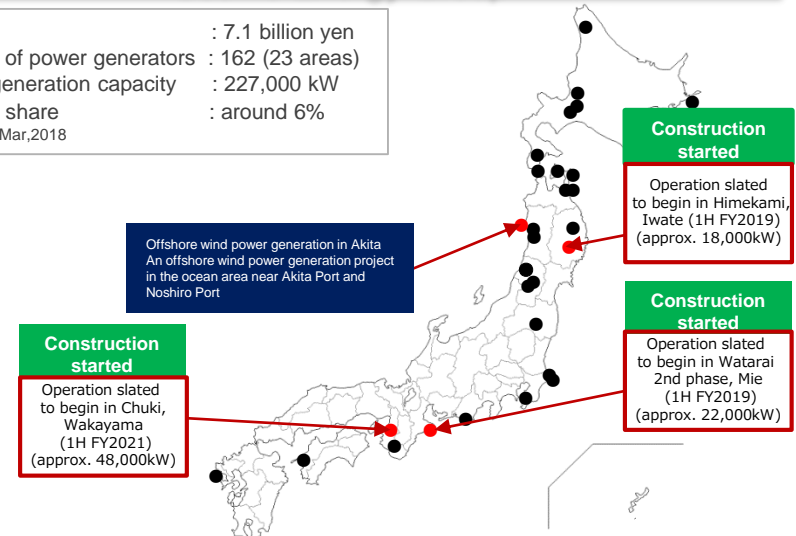 : 7.1 billion yen
of power generators : 162 (23 areas)
eneration capacity : 227,000 kW
share : around 6%
Mar,2018
Construction
started
Operation slated
to begin in Himekami,
Iwate (1H FY2019)
(approx. 18,000kW)
Offshore wind power generation in Akita
An offshore wind power generation project
in the ocean area near Akita Port and
Noshiro Port
Construction
started
Operation slated
to begin in Watarai
2nd phase, Mie
(1H FY2019)
(approx. 22,000kW)
Construction
started
Operation slated
to begin in Chuki,
Wakayama
(1H FY2021)
(approx. 48,000kW)